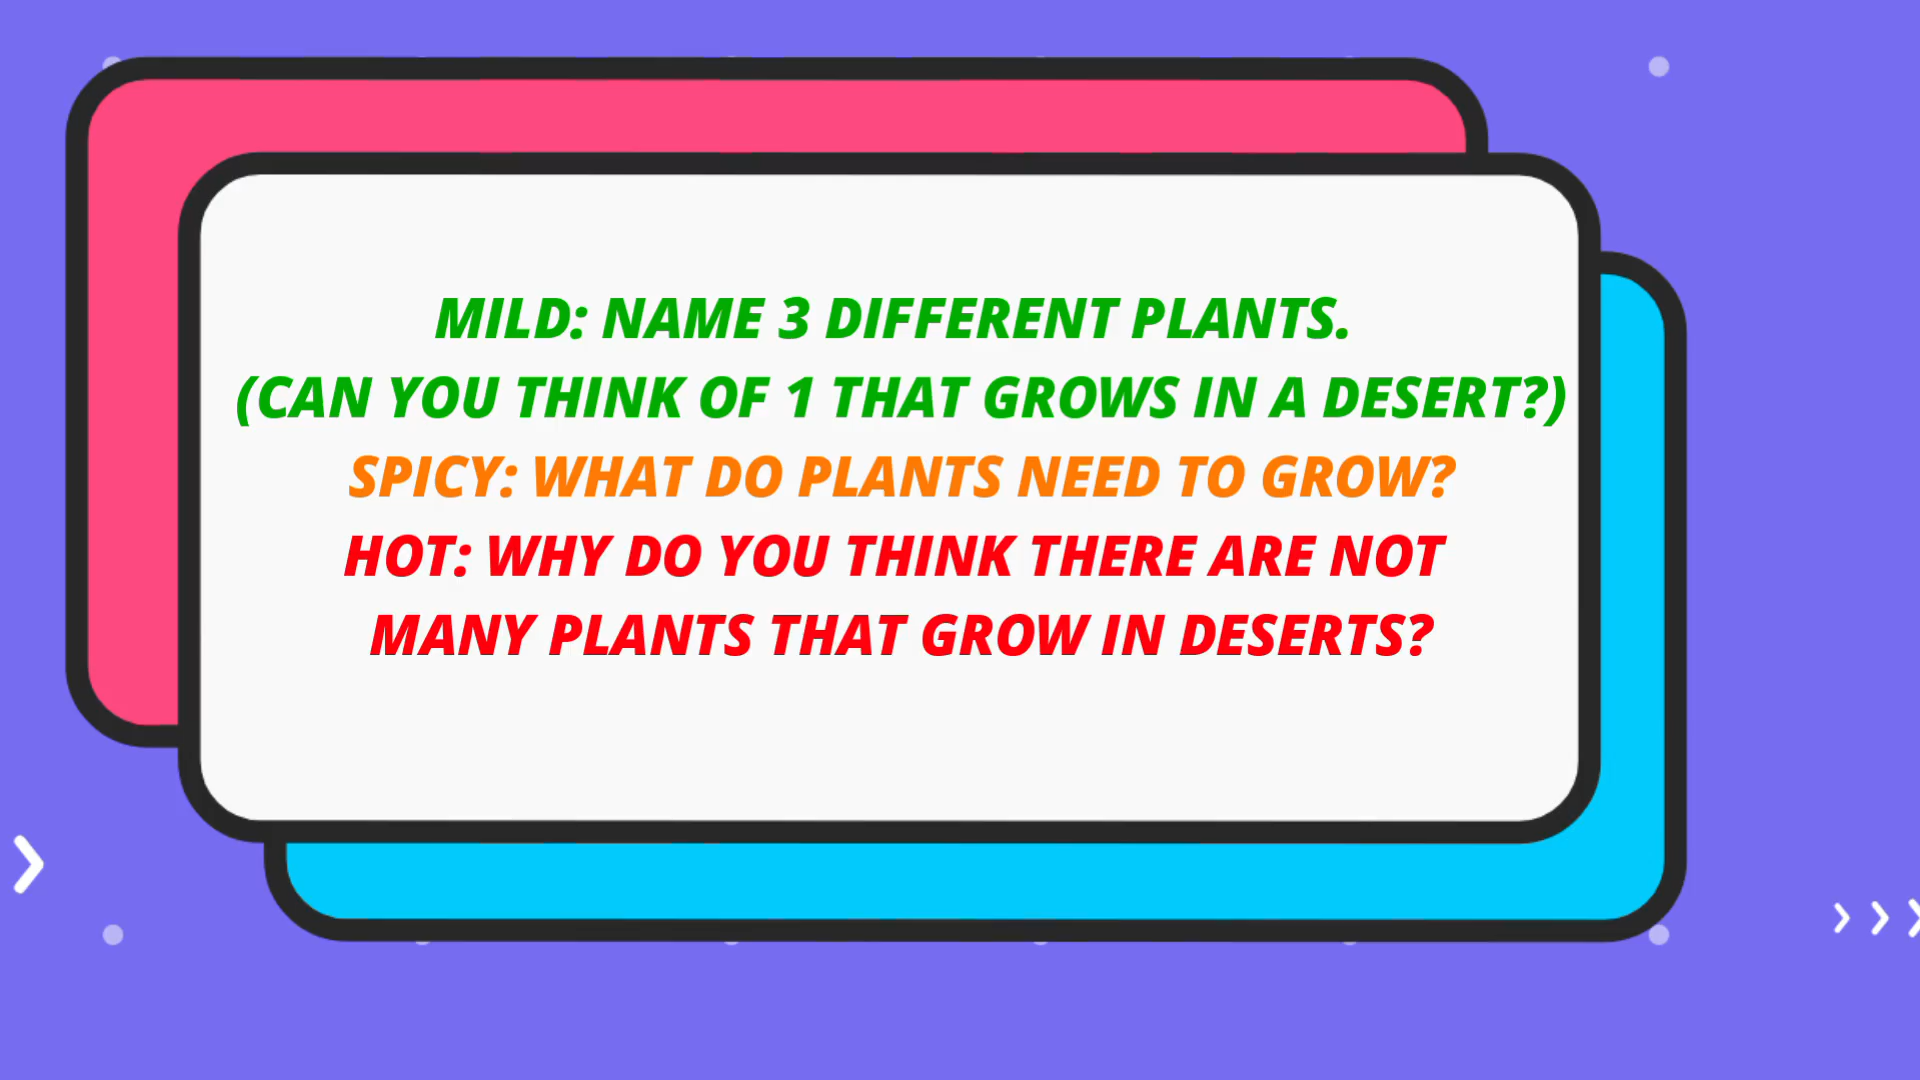 MILD: NAME 3 DIFFERENT PLANTS.
(CAN YOU THINK OF 1 THAT GROWS IN A DESERT?)
SPICY: WHAT DO PLANTS NEED TO GROW?
HOT: WHY DO YOU THINK THERE ARE NOT
MANY PLANTS THAT GROW IN DESERTS?